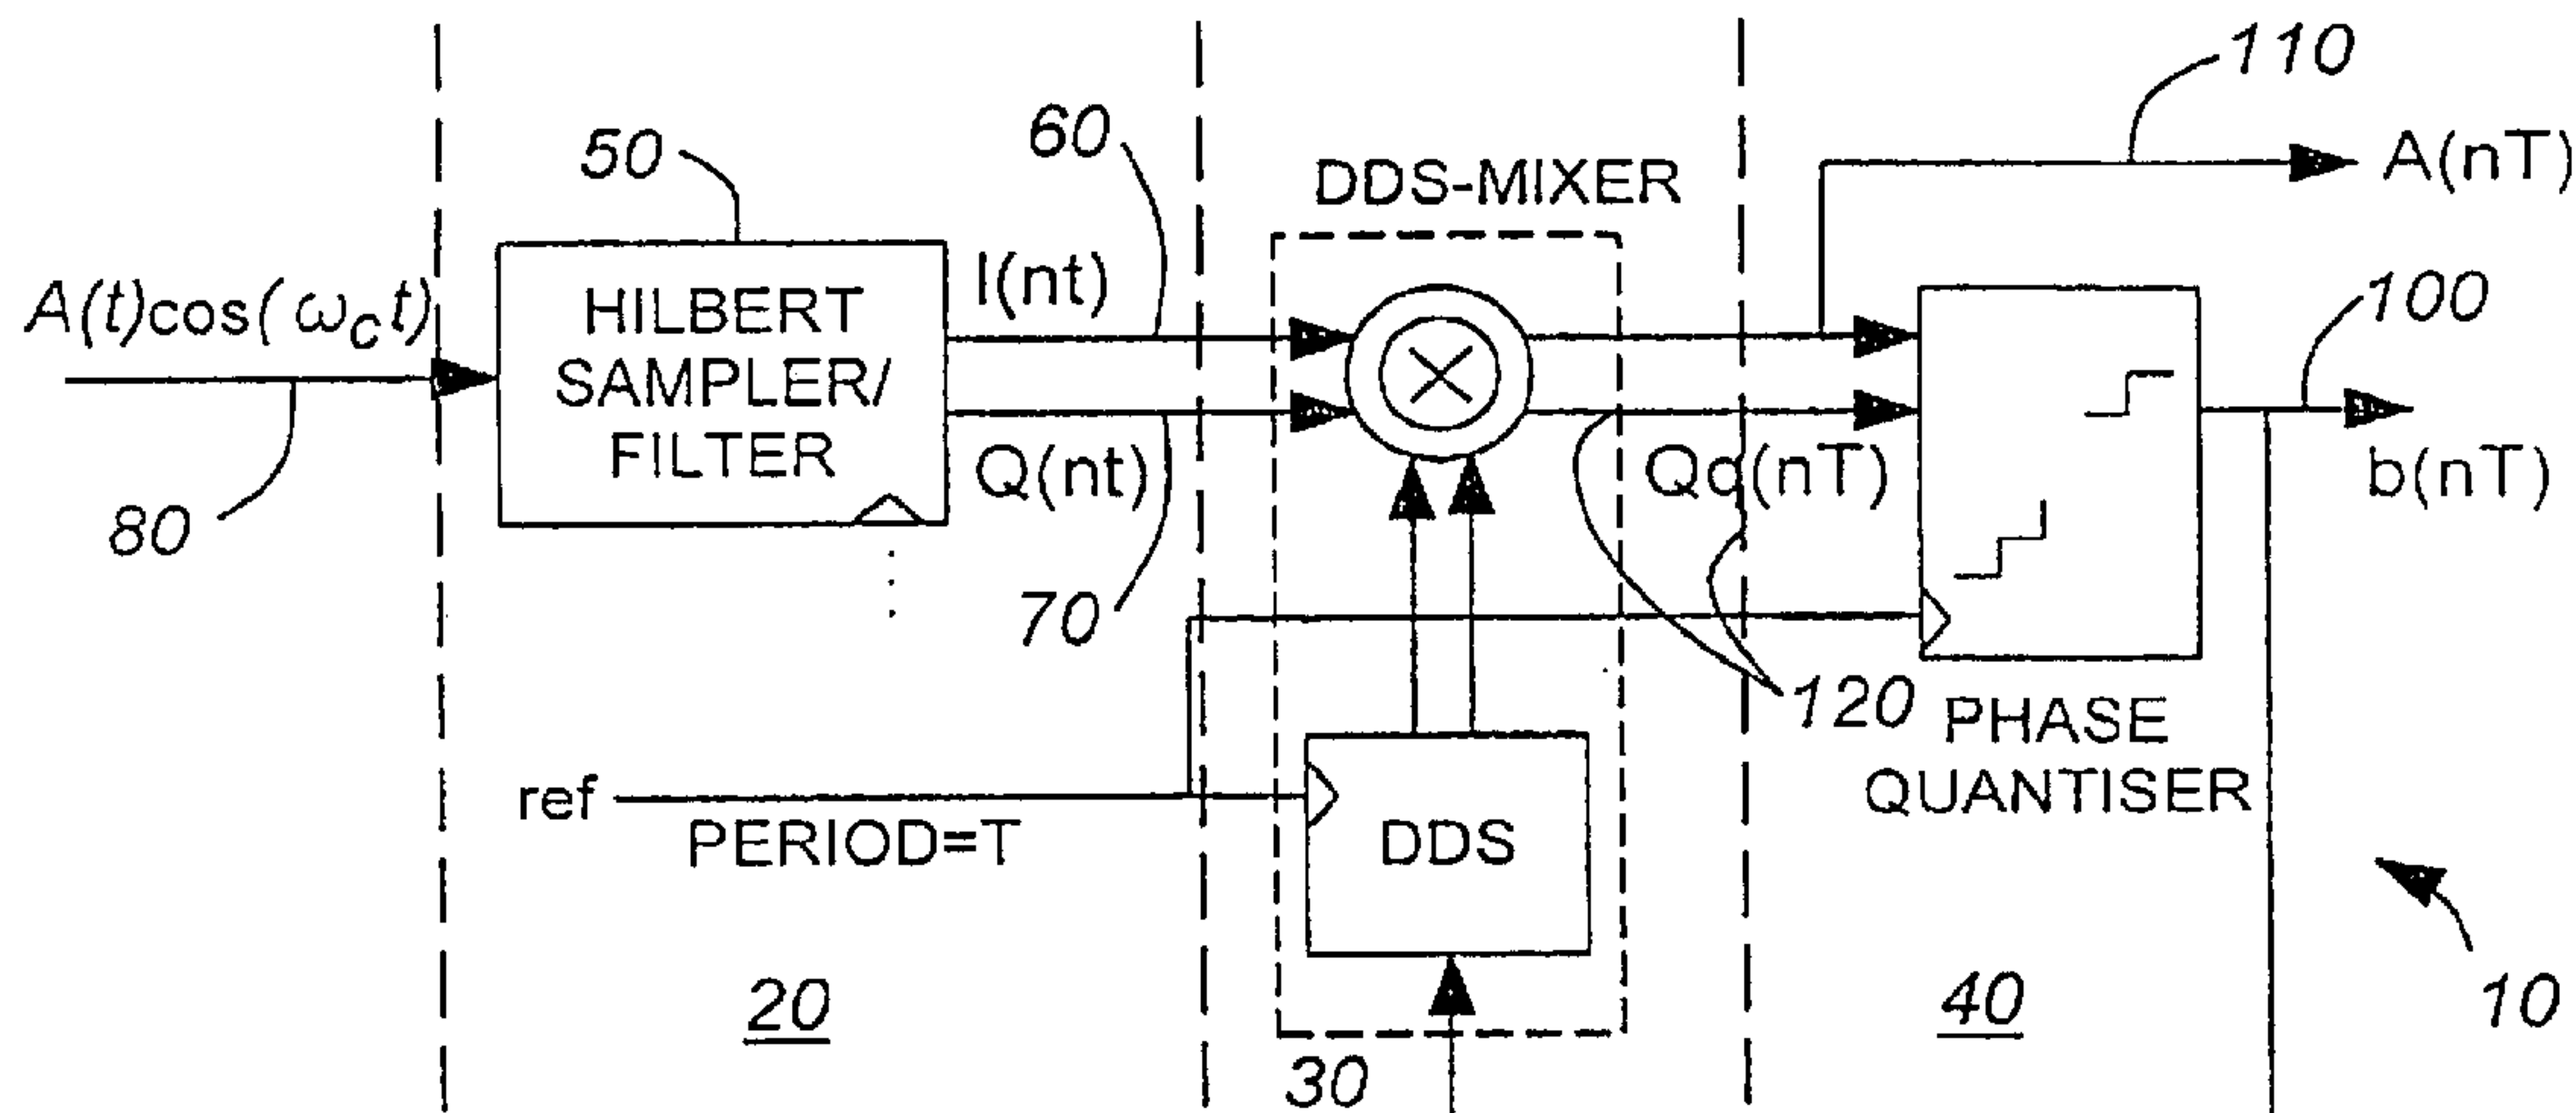 110
A(nT)
60
50
DDS-MIXER
A(t)cos(ωct)
HILBERT
SAMPLER/
FILTER
I(nt)
100
Q(nt)
Qq(nT)
b(nT)
80
70
120
PHASE
QUANTISER
ref
PERIOD=T
DDS
20
40
10
30